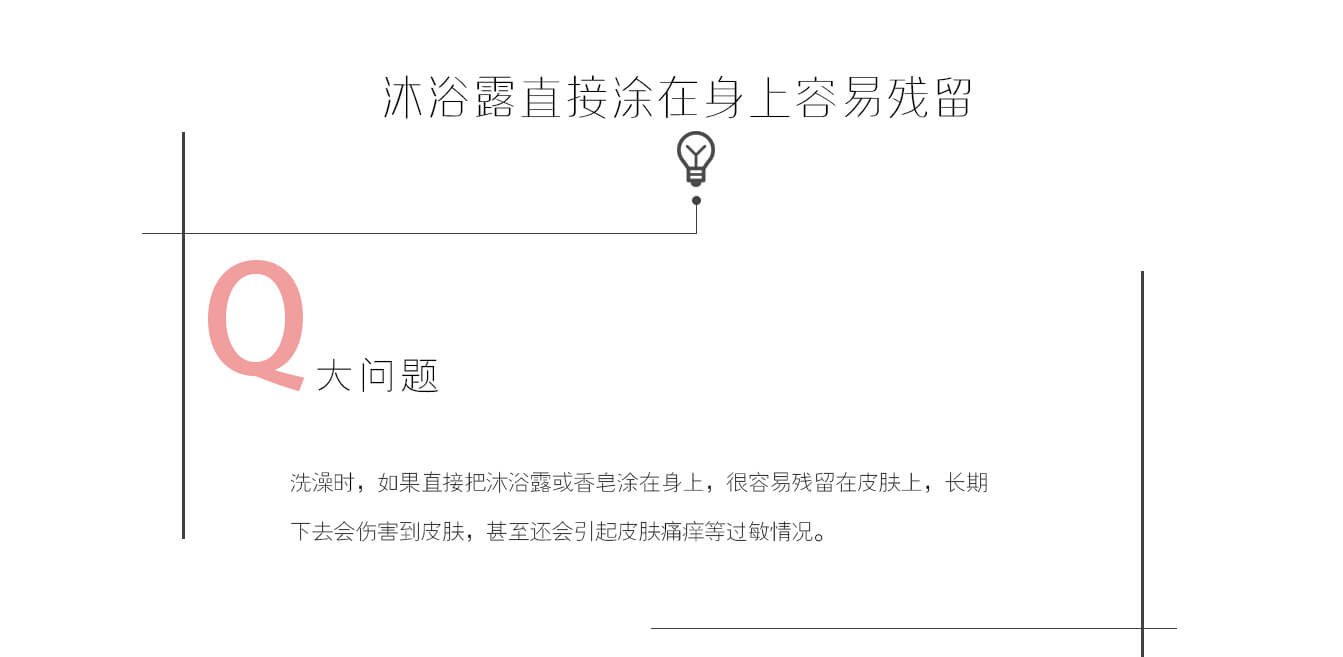 沐浴露直接涂在身上容易残留
Q大问题
洗澡时，如果直接把沐浴露或香皂涂在身上，很容易残留在皮肤上，长期
下去会伤害到皮肤，甚至还会引起皮肤痛痒等过敏情况。